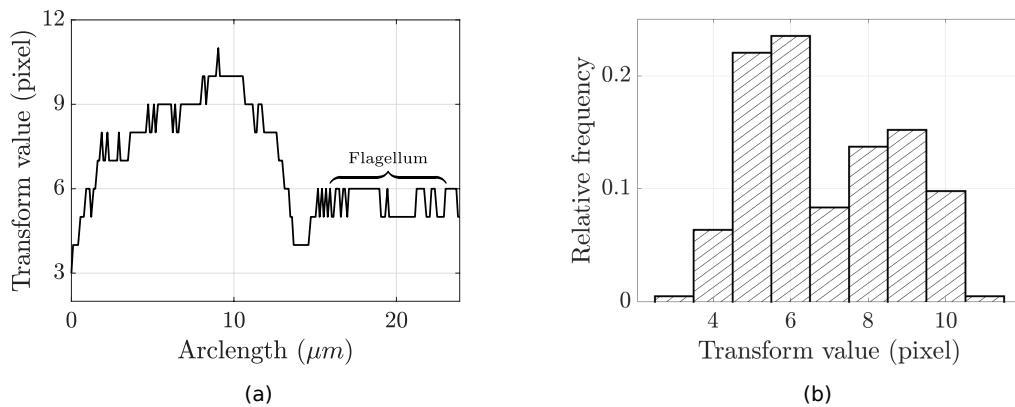 Transform value (pixel)
12
9
6
3
Flagellum
0
10
20
Arclength (μm)
(a)
Relative frequency
0.2
0.1
0
4
6
8
10
Transform value (pixel)
(b)